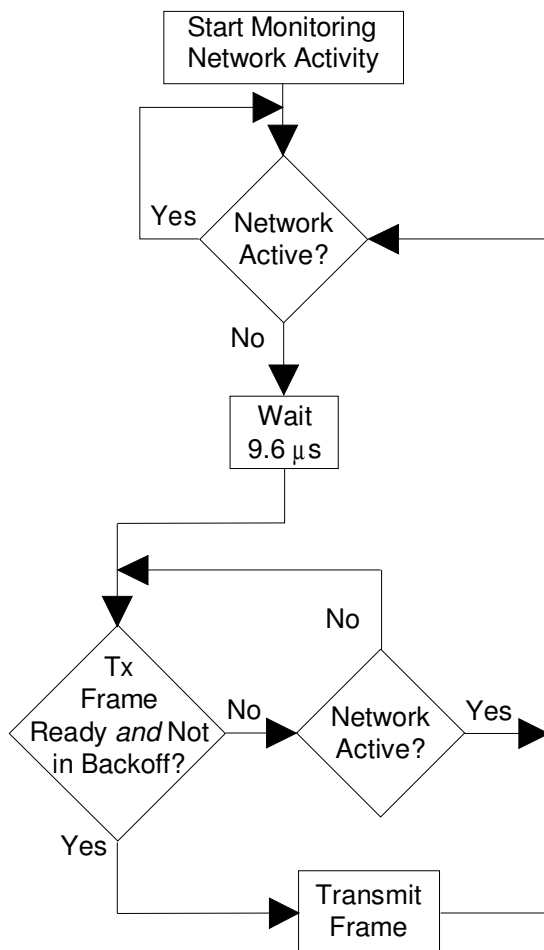 Start Monitoring
Network Activity
Yes
Network
Active?
No
Wait
9.6 μs
No
Tx
Frame
Ready and Not
in Backoff?
No
Network
Active?
Yes
Yes
Transmit
Frame